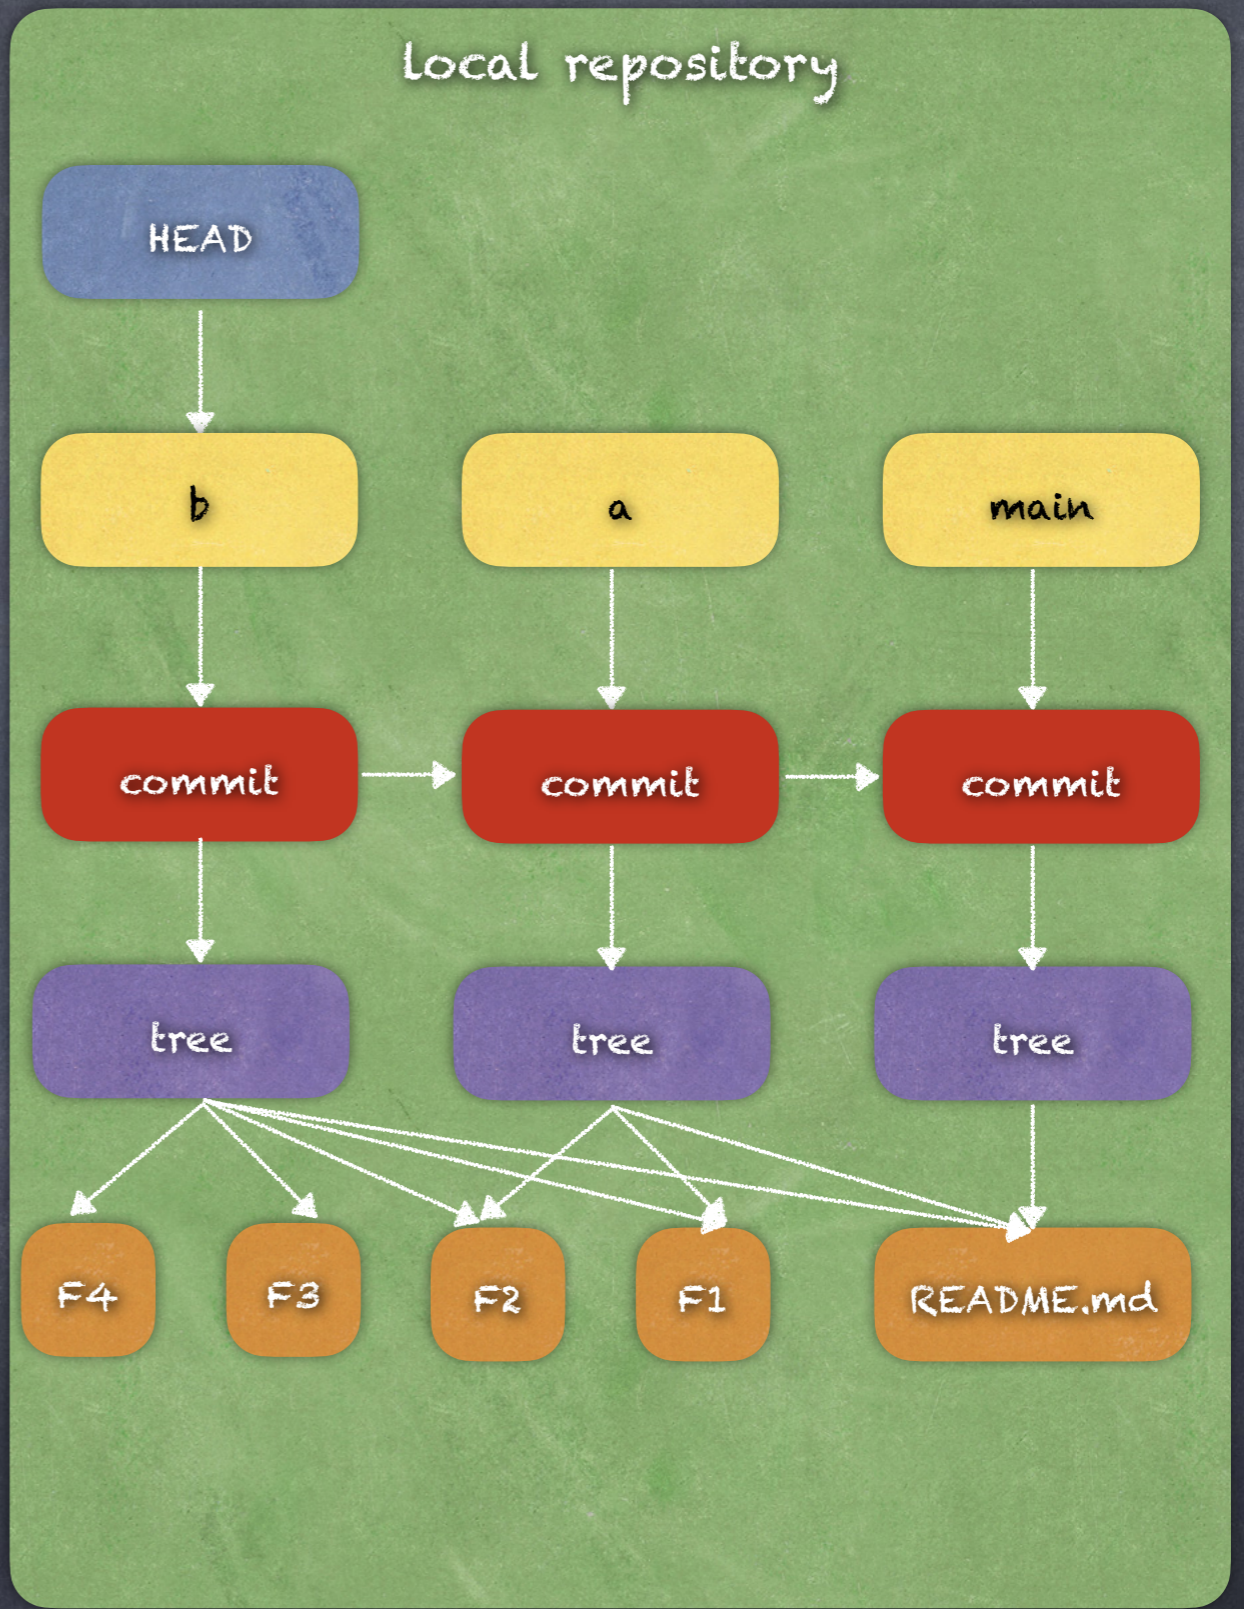 local repository
HEAD
b
a
main
commit
commit
commit
tree
tree
tree
F4
F3
F2
F1
README.md